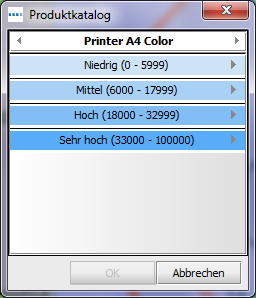 Produktkatalog
Printer A4 Color
Niedrig (0 - 5999)
Mittel (6000 - 17999)
Hoch (18000 - 32999)
Sehr hoch (33000 - 100000)
OK
Abbrechen